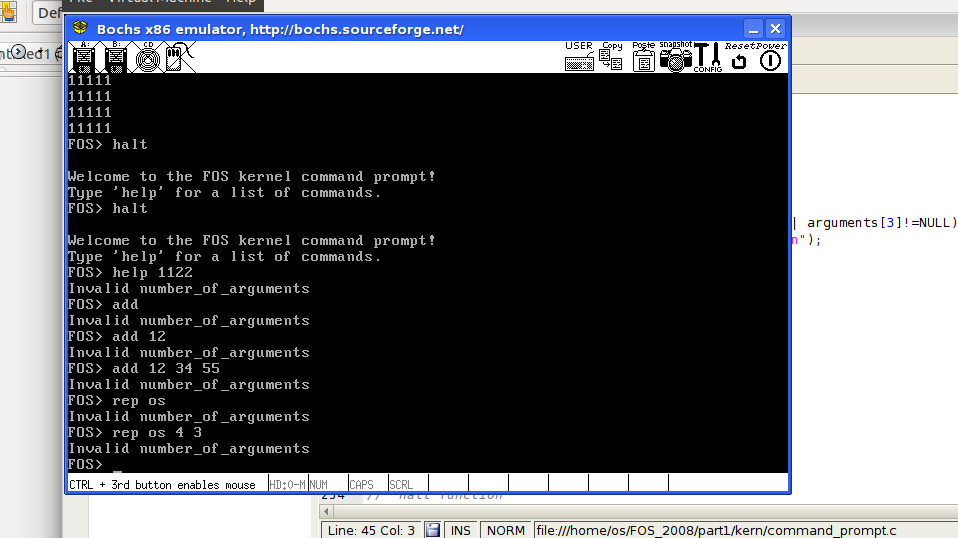 Machine Help
Def
ntitled1
Bochs x86 emulator, http://bochs.sourceforge.net/
A: B: CD
USER Copy Paste snapshot CONFIG Reset Power
11111
11111
11111
11111
FOS> halt
Welcome to the FOS kernel command prompt!
Type 'help' for a list of commands.
FOS> halt
Welcome to the FOS kernel command prompt!
Type 'help' for a list of commands.
FOS> help 1122
Invalid number_of_arguments
FOS> add
Invalid number_of_arguments
FOS> add 12
Invalid number_of_arguments
FOS> add 12 34 55
Invalid number_of_arguments
FOS> rep os
Invalid number_of_arguments
FOS> rep os 4 3
Invalid number_of_arguments
FOS> _
| arguments[3]!=NULL)
n");
CTRL + 3rd button enables mouse HD:0-M NUM CAPS SCRL
234 // halt function
Line: 45 Col: 3 INS NORM file:///home/os/FOS_2008/part1/kern/command_prompt.c